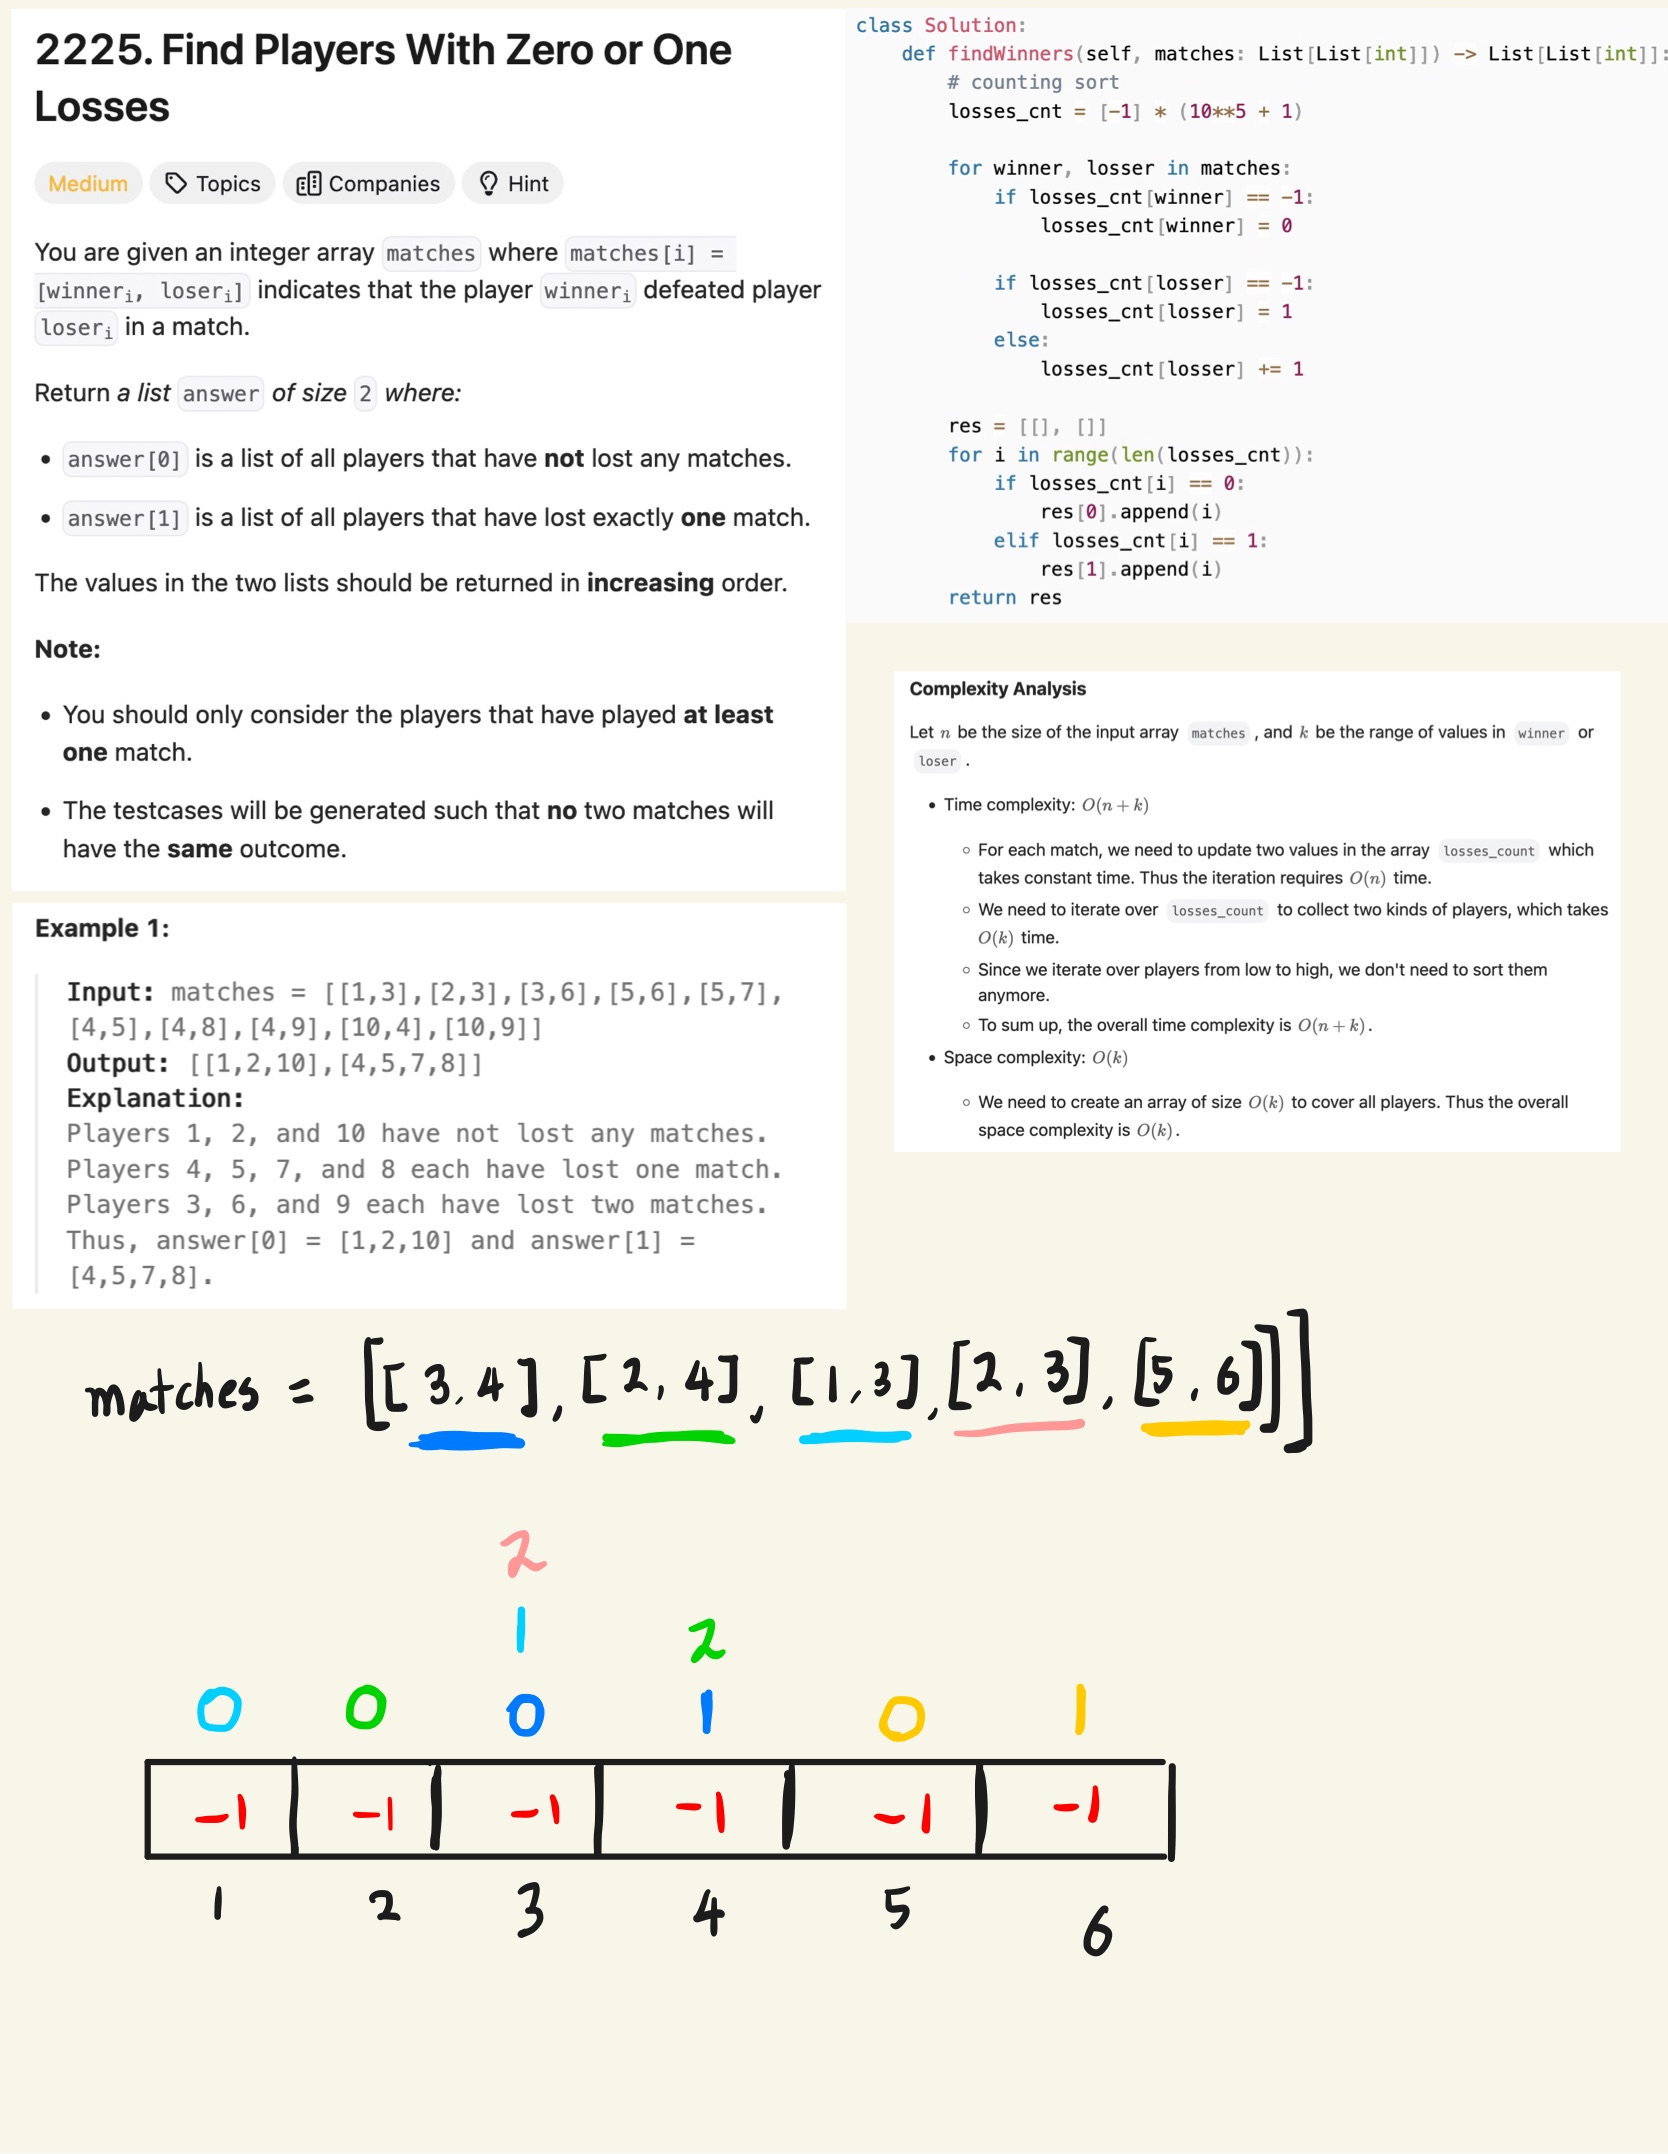 2225. Find Players With Zero or One
Losses
Medium Topics Companies Hint
You are given an integer array matches where matches[i] =
[winneri, loseri] indicates that the player winneri defeated player
loseri in a match.
Return a list answer of size 2 where:
• answer[0] is a list of all players that have not lost any matches.
• answer[1] is a list of all players that have lost exactly one match.
The values in the two lists should be returned in increasing order.
Note:
• You should only consider the players that have played at least
one match.
• The testcases will be generated such that no two matches will
have the same outcome.
Example 1:
Input: matches = [[1,3],[2,3],[3,6],[5,6],[5,7],
[4,5],[4,8],[4,9],[10,4],[10,9]]
Output: [[1,2,10],[4,5,7,8]]
Explanation:
Players 1, 2, and 10 have not lost any matches.
Players 4, 5, 7, and 8 each have lost one match.
Players 3, 6, and 9 each have lost two matches.
Thus, answer[0] = [1,2,10] and answer[1] =
[4,5,7,8].
class Solution:
def findWinners(self, matches: List[List[int]]) -> List[List[int]]:
# counting sort
losses_cnt = [-1] * (10**5 + 1)
for winner, losser in matches:
if losses_cnt[winner] == -1:
losses_cnt[winner] = 0
if losses_cnt[losser] == -1:
losses_cnt[losser] = 1
else:
losses_cnt[losser] += 1
res = [[], []]
for i in range(len(losses_cnt)):
if losses_cnt[i] == 0:
res[0].append(i)
elif losses_cnt[i] == 1:
res[1].append(i)
return res
Complexity Analysis
Let n be the size of the input array matches , and k be the range of values in winner or
loser .
• Time complexity: O(n + k)
○ For each match, we need to update two values in the array losses_count which
takes constant time. Thus the iteration requires O(n) time.
○ We need to iterate over losses_count to collect two kinds of players, which takes
O(k) time.
○ Since we iterate over players from low to high, we don't need to sort them
anymore.
○ To sum up, the overall time complexity is O(n + k).
• Space complexity: O(k)
○ We need to create an array of size O(k) to cover all players. Thus the overall
space complexity is O(k).
matches = [[3,4], [2,4], [1,3], [2,3], [5,6]]]
2
1 2
0 0 0 1 0 1
-1 -1 -1 -1 -1 -1
1 2 3 4 5 6